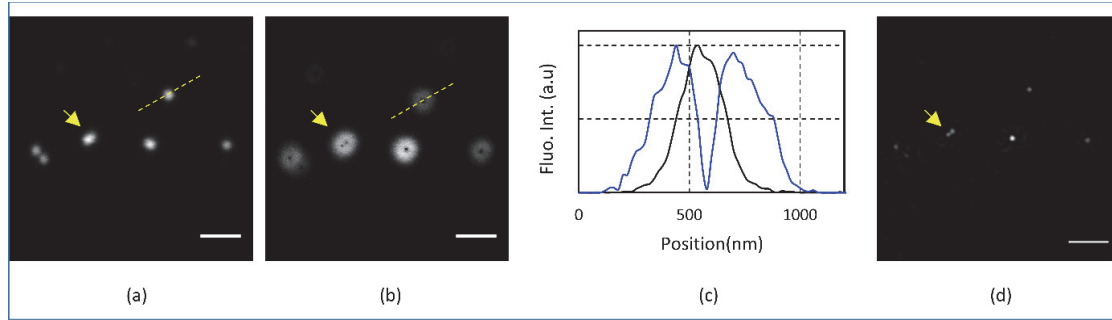 Fluo. Int. (a.u)
0
500
1000
Position(nm)
(a)
(b)
(c)
(d)